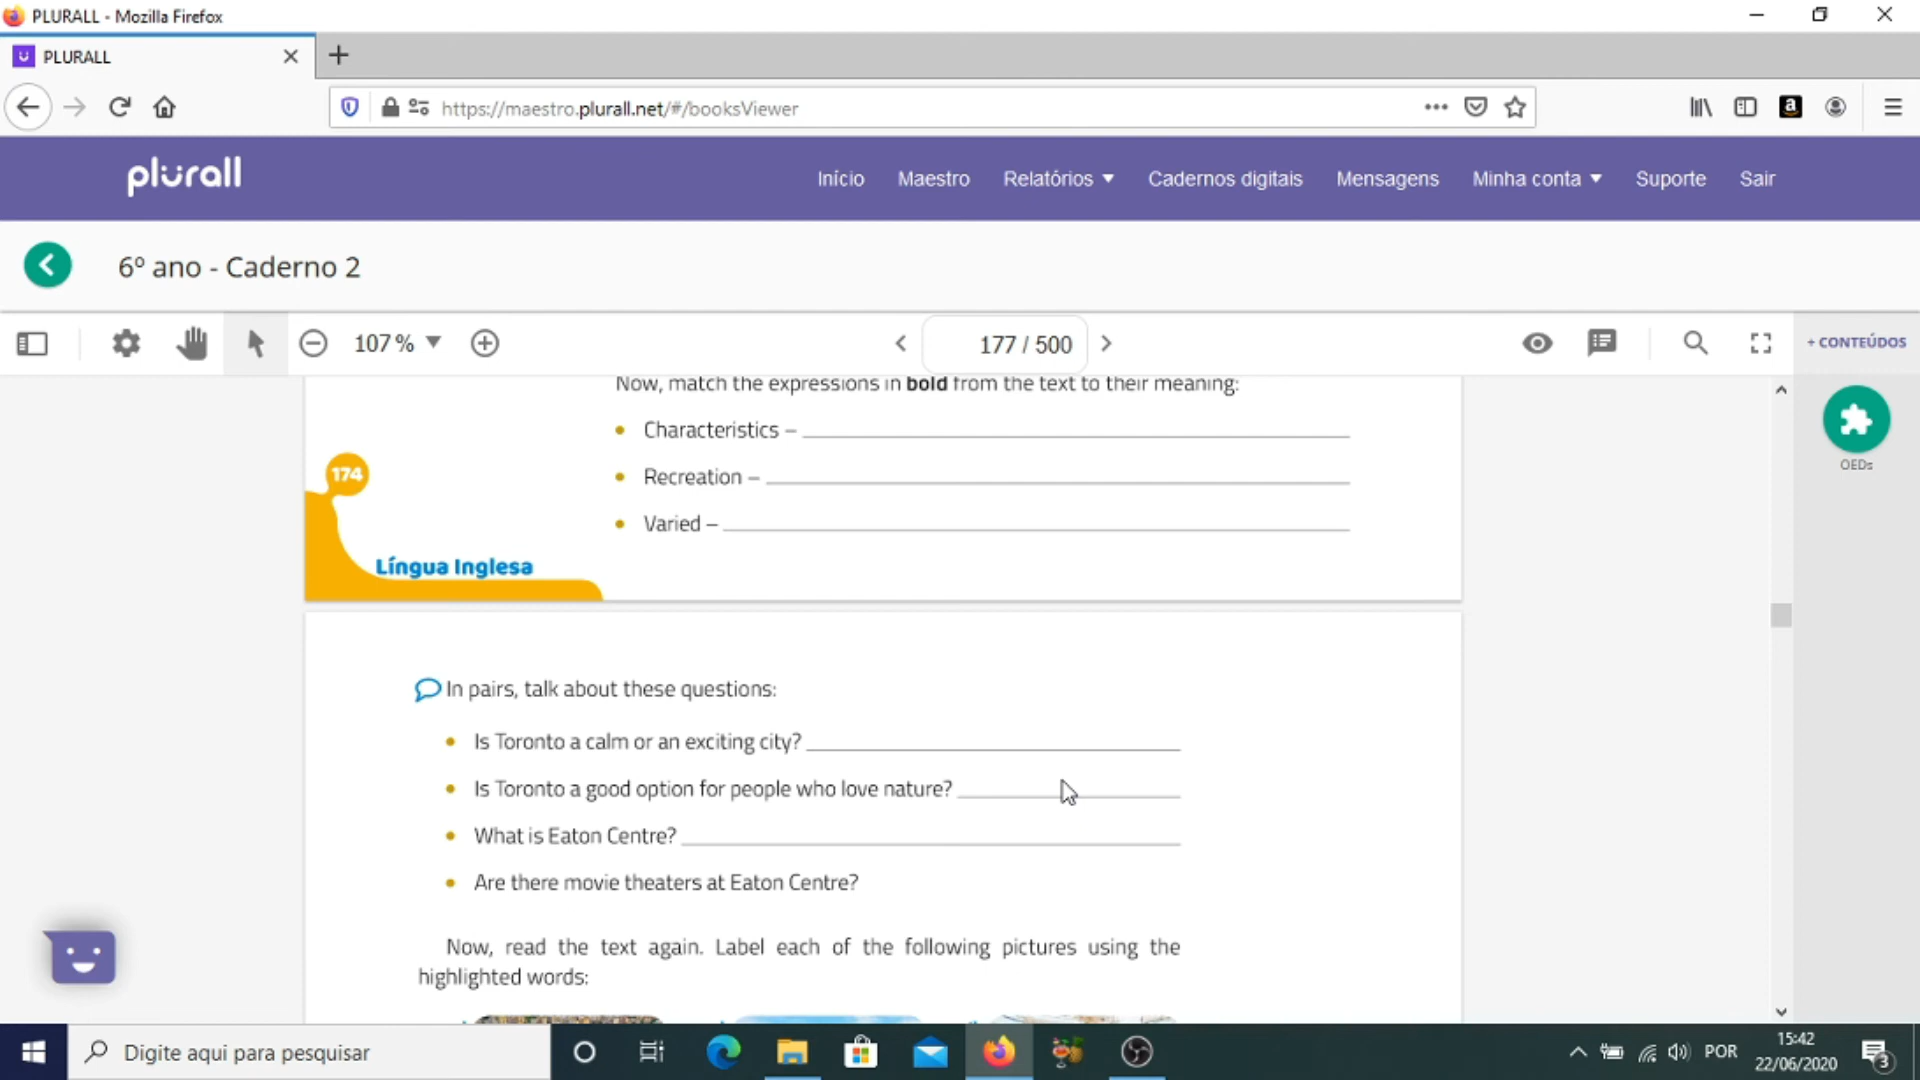 PLURALL - Mozilla Firefox
PLURALL
https://maestro.plurall.net/#/booksViewer
plurall
Início Maestro Relatórios Cadernos digitais Mensagens Minha conta Suporte Sair
6º ano - Caderno 2
107% 177 / 500 + CONTEÚDOS
OEDs
Now, match the expressions in bold from the text to their meaning:
Characteristics –
Recreation –
Varied –
174
Língua Inglesa
In pairs, talk about these questions:
Is Toronto a calm or an exciting city?
Is Toronto a good option for people who love nature?
What is Eaton Centre?
Are there movie theaters at Eaton Centre?
Now, read the text again. Label each of the following pictures using the
highlighted words:
Digite aqui para pesquisar
POR
15:42
22/06/2020
3